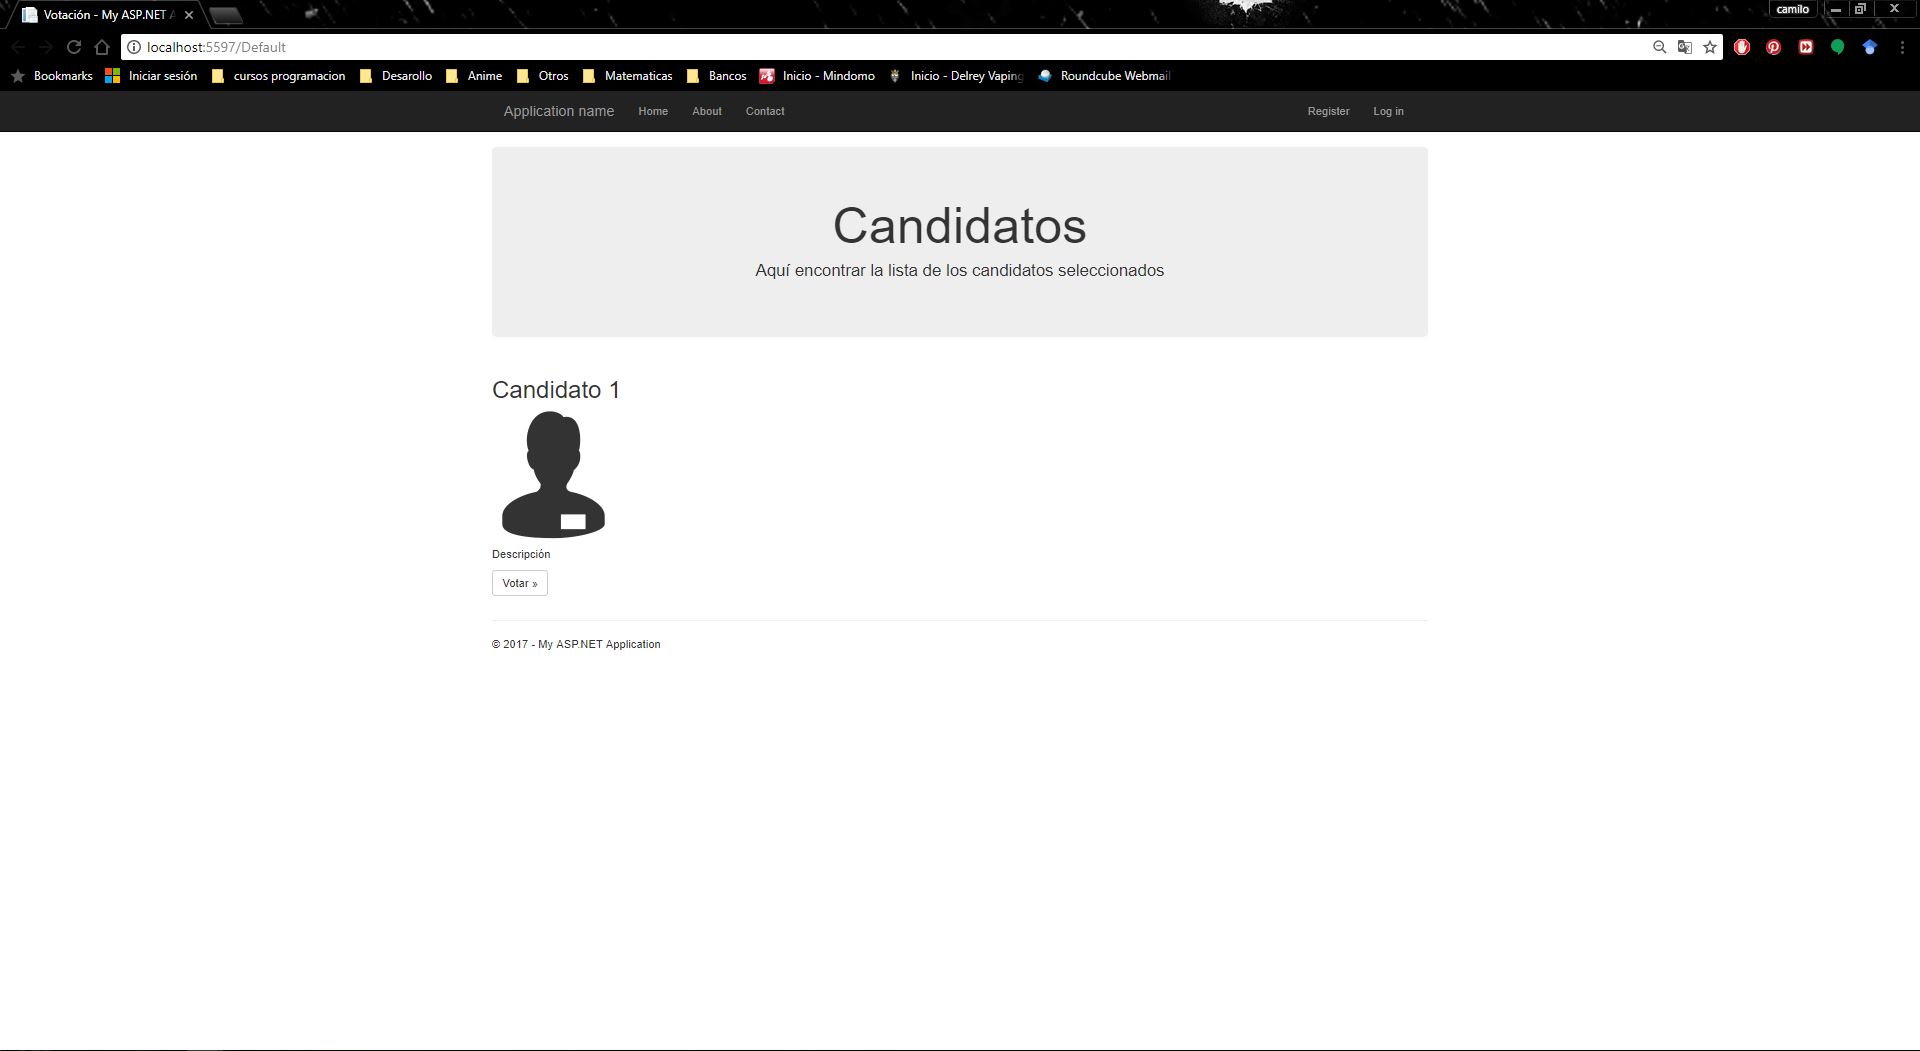 Votación - My ASP.NET A
camilo
localhost:5597/Default
Bookmarks Iniciar sesión cursos programacion Desarollo Anime Otros Matematicas Bancos Inicio - Mindomo Inicio - Delrey Vaping Roundcube Webmail
Application name Home About Contact Register Log in
Candidatos
Aquí encontrar la lista de los candidatos seleccionados
Candidato 1
Descripción
Votar »
© 2017 - My ASP.NET Application